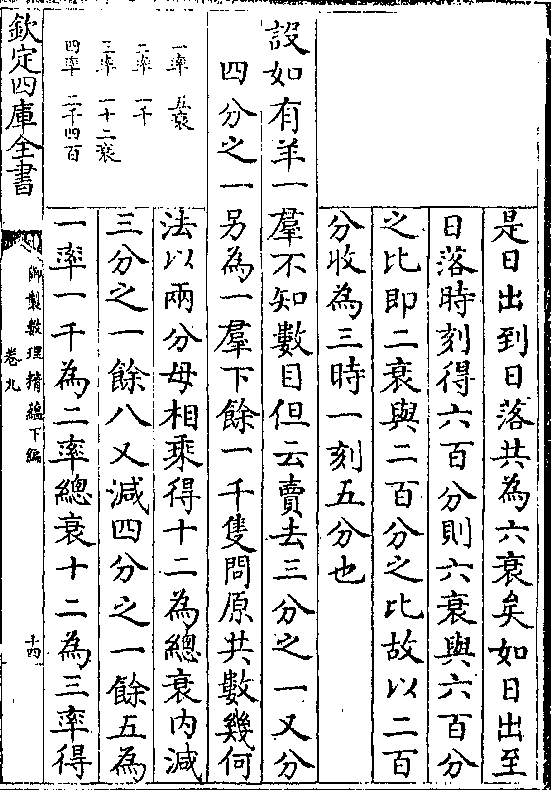 是日出到日落共為六衰矣如日出至
日落時刻得六百分則六衰與六百分
之比即二衰與二百分之比故以二百
分收為三時一刻五分也
設如有羊一羣不知數目但云賣去三分之一又分
四分之一另為一羣下餘一千隻問原共數幾何
一率　五衰
二率　一千
三率　一十二衰
四率　二千四百
法以兩分母相乘得十二為總衰内減
三分之一餘八又減四分之一餘五為
一率一千為二率總衰十二為三率得
欽定四庫全書
御製數理精藴下編
卷九
十四